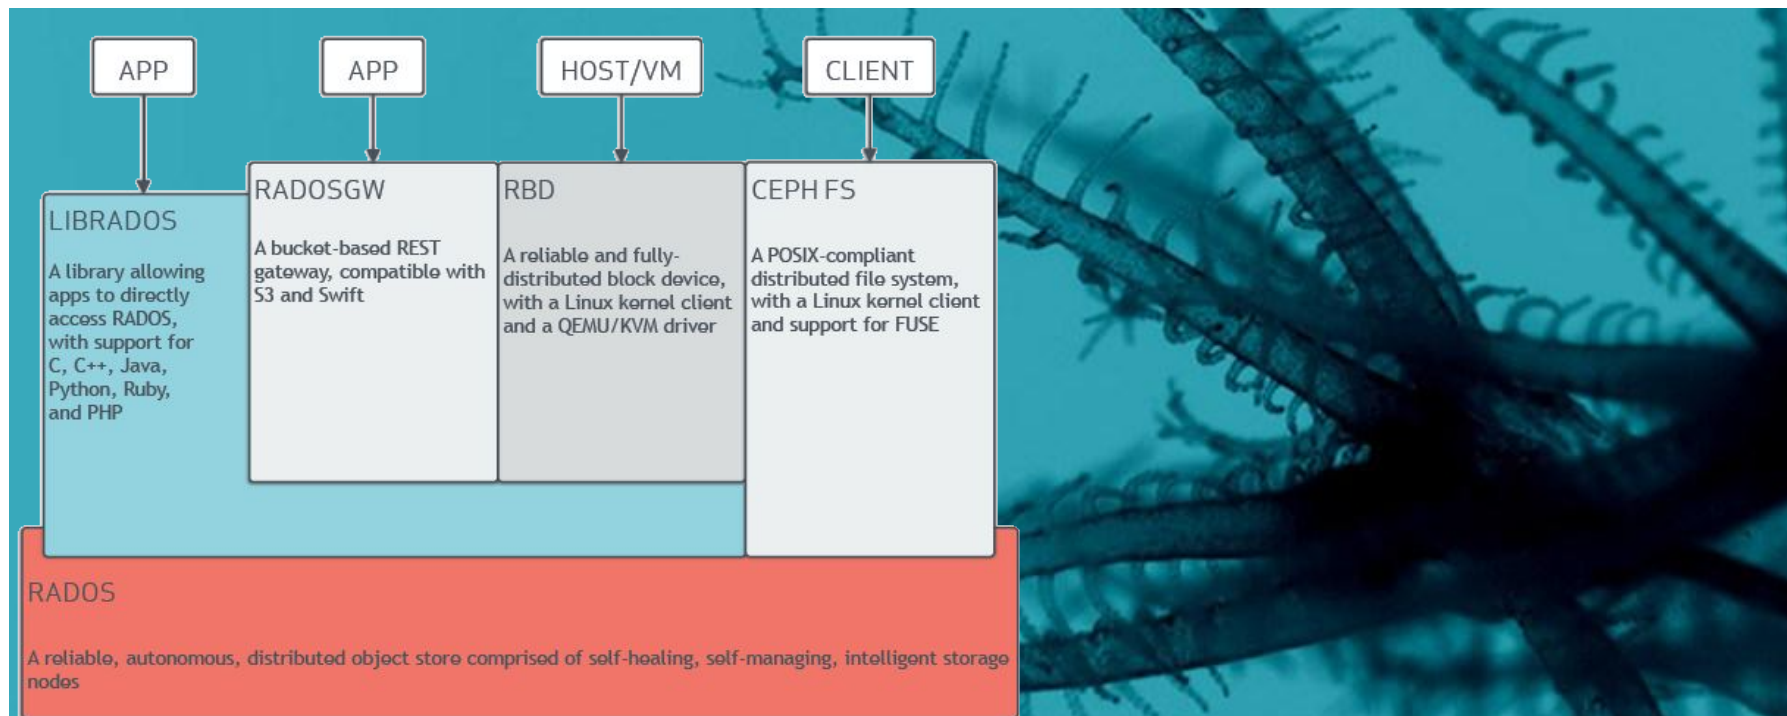 APP
APP
HOST/VM
CLIENT
LIBRADOS
A library allowing
apps to directly
access RADOS,
with support for
C, C++, Java,
Python, Ruby,
and PHP
RADOSGW
A bucket-based REST
gateway, compatible with
S3 and Swift
RBD
A reliable and fully-
distributed block device,
with a Linux kernel client
and a QEMU/KVM driver
CEPH FS
A POSIX-compliant
distributed file system,
with a Linux kernel client
and support for FUSE
RADOS
A reliable, autonomous, distributed object store comprised of self-healing, self-managing, intelligent storage
nodes